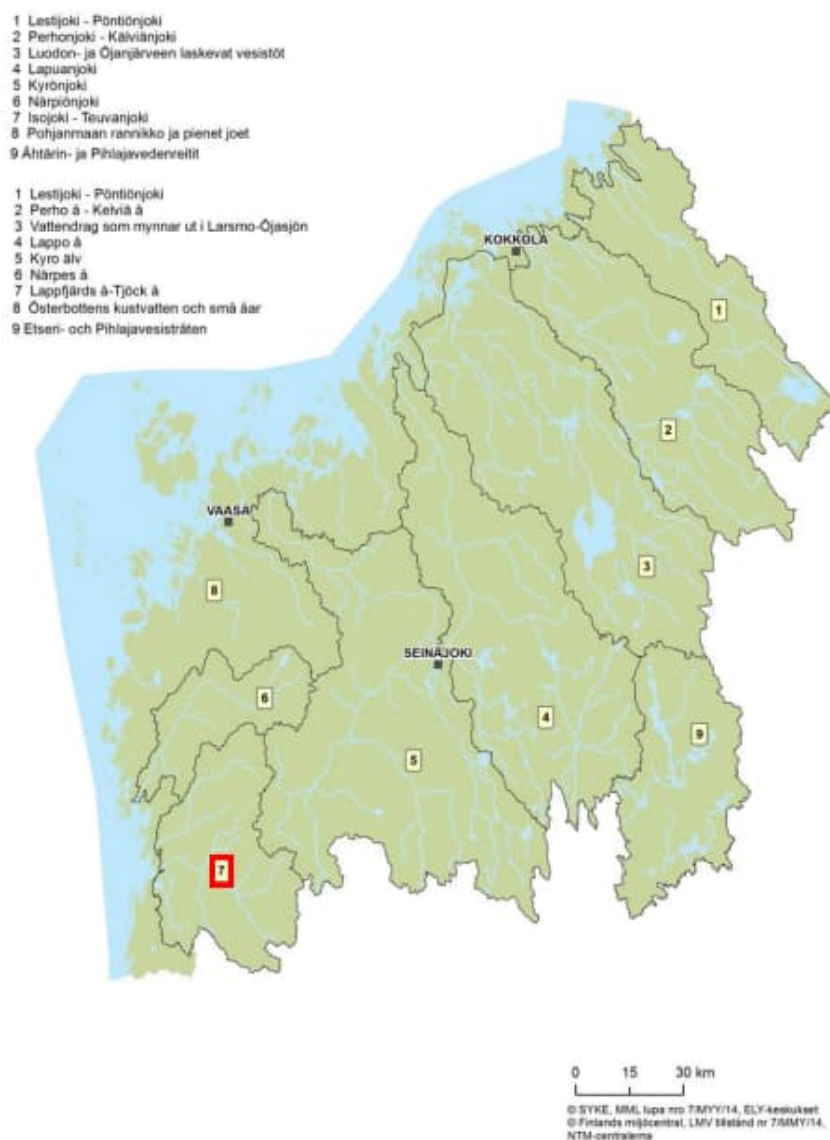 1 Lestijoki - Pöntiönjoki
2 Perhonjoki - Kälviänjoki
3 Luodon- ja Öjanjärveen laskevat vesistöt
4 Lapuanjoki
5 Kyrönjoki
6 Närpiönjoki
7 Isojoki - Teuvanjoki
8 Pohjanmaan rannikko ja pienet joet
9 Ähtärin- ja Pihlajavedenreitit
1 Lestijoki - Pöntiönjoki
2 Perho å - Kelviå å
3 Vattendrag som mynnar ut i Larsmo-Öjasjön
4 Lappo å
5 Kyro älv
6 Närpes å
7 Lappfjärds å-Tjöck å
8 Österbottens kustvatten och små åar
9 Etseri- och Pihlajavesistråten
KOKKOLA
1
2
VAASA
3
8
SEINÄJOKI
6
4
9
5
7
0 15 30 km
© SYKE, MML lupa nro 7/MYY/14, ELY-keskukset
© Finlands miljöcentral, LMV tillstånd nr 7/MMY/14,
NTM-centralerna